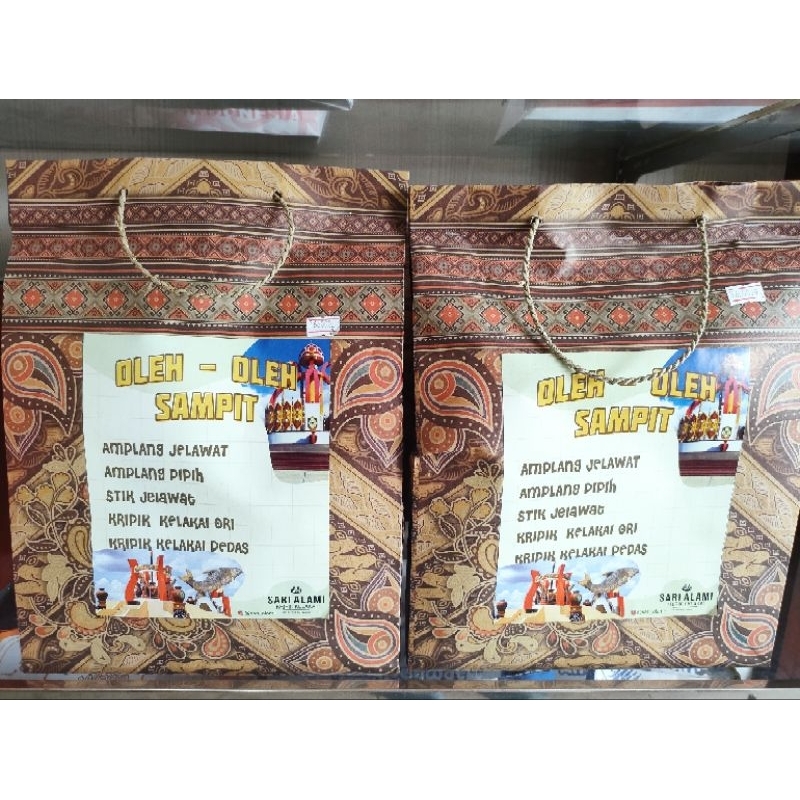 OLEH - OLEH
SAMPIT
AMPLANG JELAWAT
AMPLANG PIPIH
STIK JELAWAT
KRIPIK KELAKAI ORI
KRIPIK KELAKAI PEDAS
SARI ALAMI
OLEH OLEH
SAMPIT
AMPLANG JELAWAT
AMPLANG PIPIH
STIK JELAWAT
KRIPIK KELAKAI ORI
KRIPIK KELAKAI PEDAS
SARI ALAMI